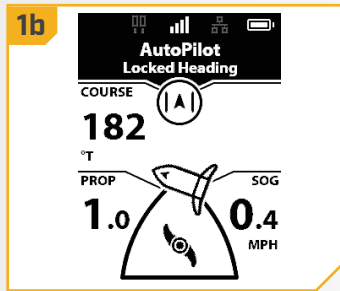 1b
AutoPilot
Locked Heading
COURSE
182
°T
PROP
SOG
1.0
0.4
MPH